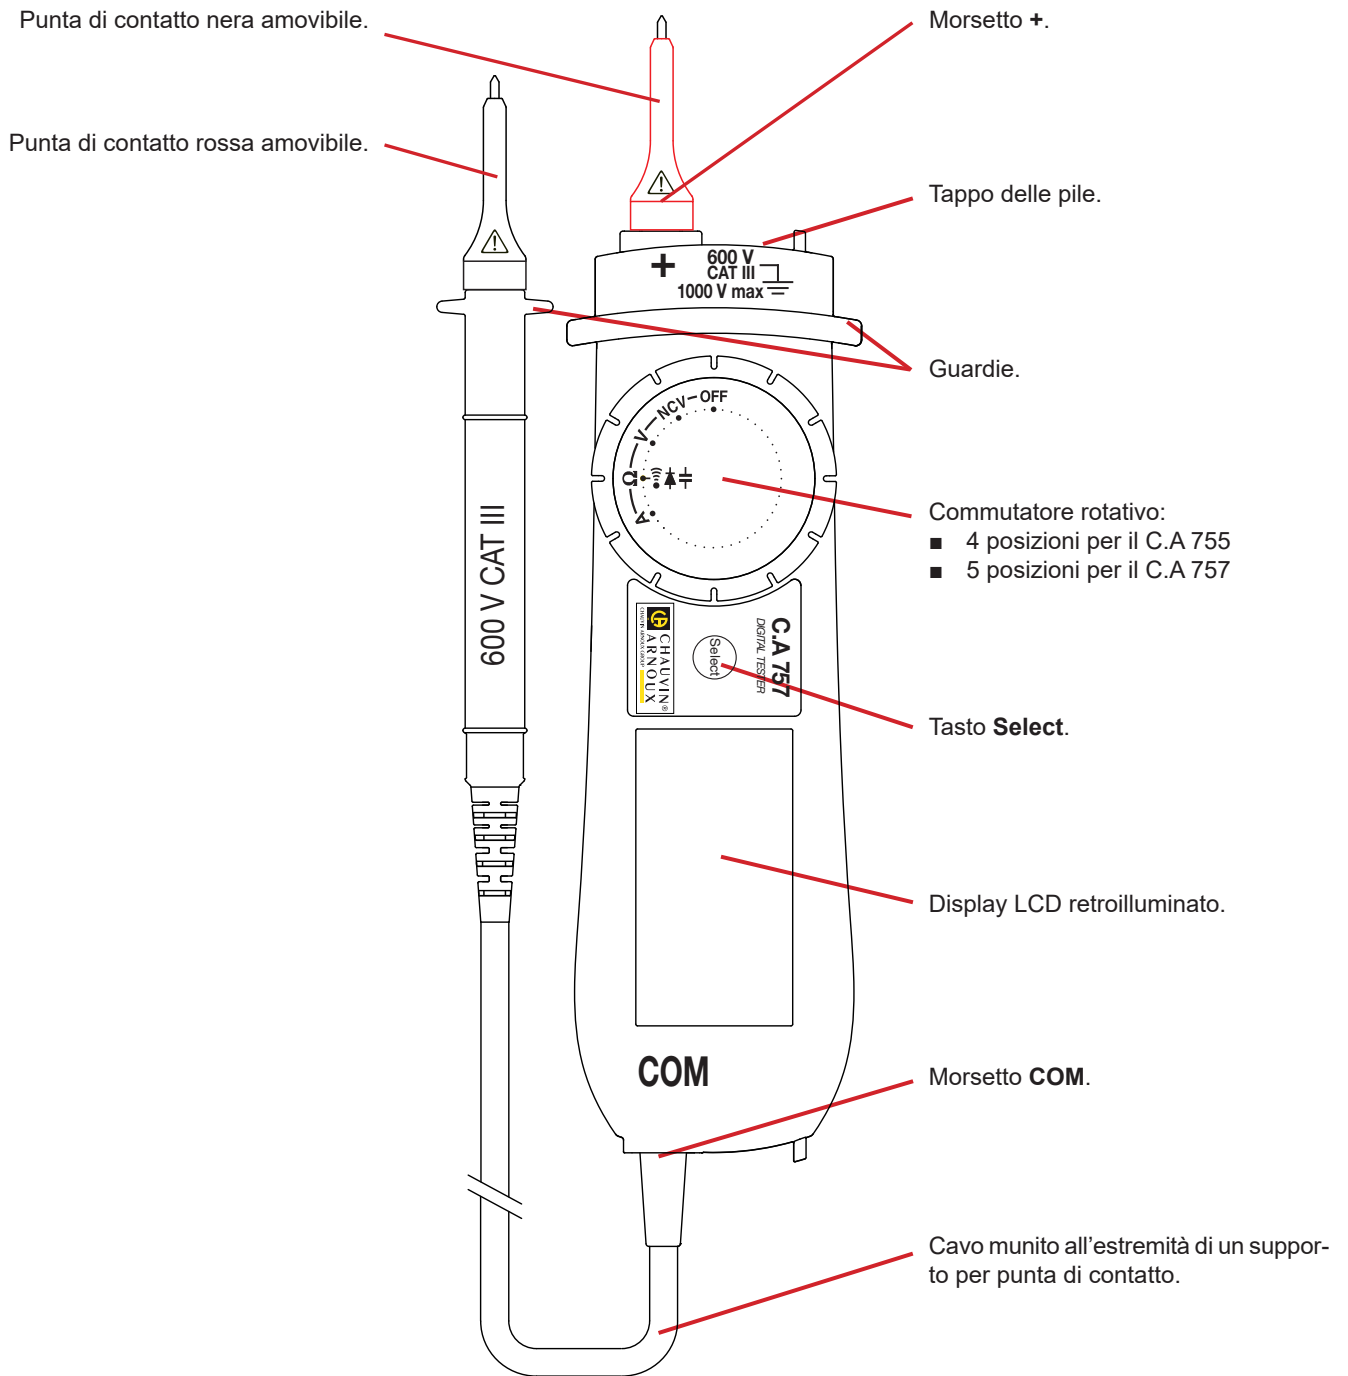 Punta di contatto nera amovibile.
Morsetto +.
Punta di contatto rossa amovibile.
Tappo delle pile.
+
600 V
CAT III
1000 V max
Guardie.
OFF
NCV
V
Ω
A
600 V CAT III
Commutatore rotativo:
■ 4 posizioni per il C.A 755
■ 5 posizioni per il C.A 757
C.A 757
DIGITAL TESTER
Select
CHAUVIN®
ARNOUX
CHAUVIN ARNOUX GROUP
Tasto Select.
Display LCD retroilluminato.
COM
Morsetto COM.
Cavo munito all'estremità di un suppor-
to per punta di contatto.